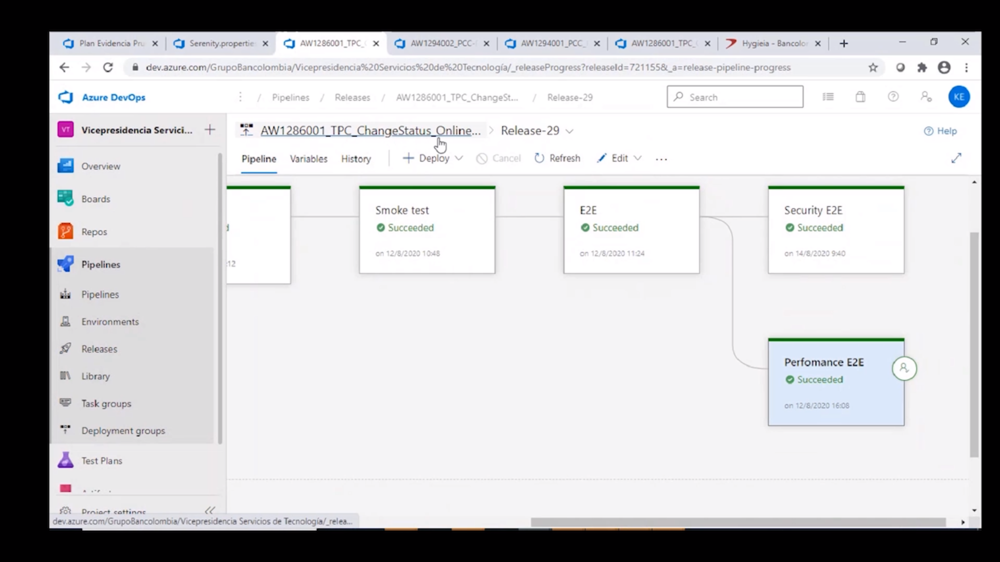 Plan Evidencia Pru
Serenity.propertie
AW1286001_TPC_
AW1294002_PCC-
AW1294001_PCC_
AW1286001_TPC_
Hygieia - Bancolo
dev.azure.com/GrupoBancolombia/Vicepresidencia%20Servicios%20de%20Tecnología/_releaseProgress?releaseId=721155&_a=release-pipeline-progress
Azure DevOps
/ Pipelines / Releases / AW1286001_TPC_ChangeSt... / Release-29
Search
KE
VT Vicepresidencia Servici...
AW1286001_TPC_ChangeStatus_Online... > Release-29
Help
Pipeline Variables History Deploy Cancel Refresh Edit ...
Overview
Boards
Repos
Pipelines
Pipelines
Environments
Releases
Library
Task groups
Deployment groups
Test Plans
Project settings
d
:12
Smoke test
Succeeded
on 12/8/2020 10:48
E2E
Succeeded
on 12/8/2020 11:24
Security E2E
Succeeded
on 14/8/2020 9:40
Perfomance E2E
Succeeded
on 12/8/2020 16:08
dev.azure.com/GrupoBancolombia/Vicepresidencia Servicios de Tecnología/_relea...